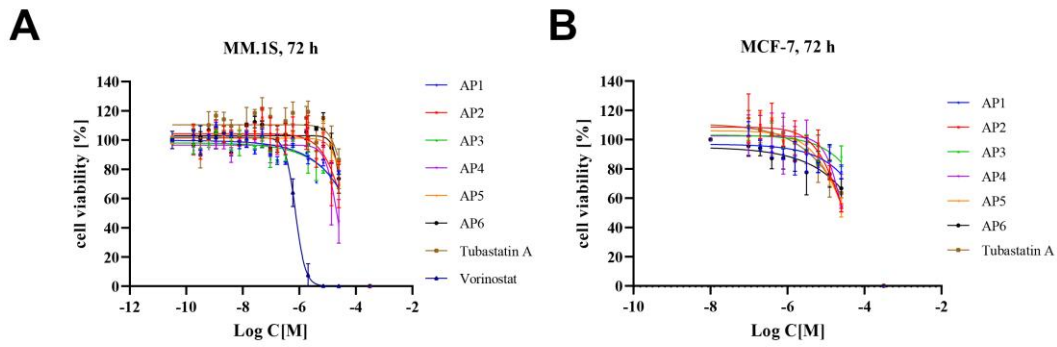 A
MM.1S, 72 h
cell viability [%]
140
120
100
80
60
40
20
0
-12
-10
-8
-6
-4
-2
Log C[M]
AP1
AP2
AP3
AP4
AP5
AP6
Tubastatin A
Vorinostat
B
MCF-7, 72 h
cell viability [%]
140
120
100
80
60
40
20
0
-10
-8
-6
-4
-2
Log C[M]
AP1
AP2
AP3
AP4
AP5
AP6
Tubastatin A